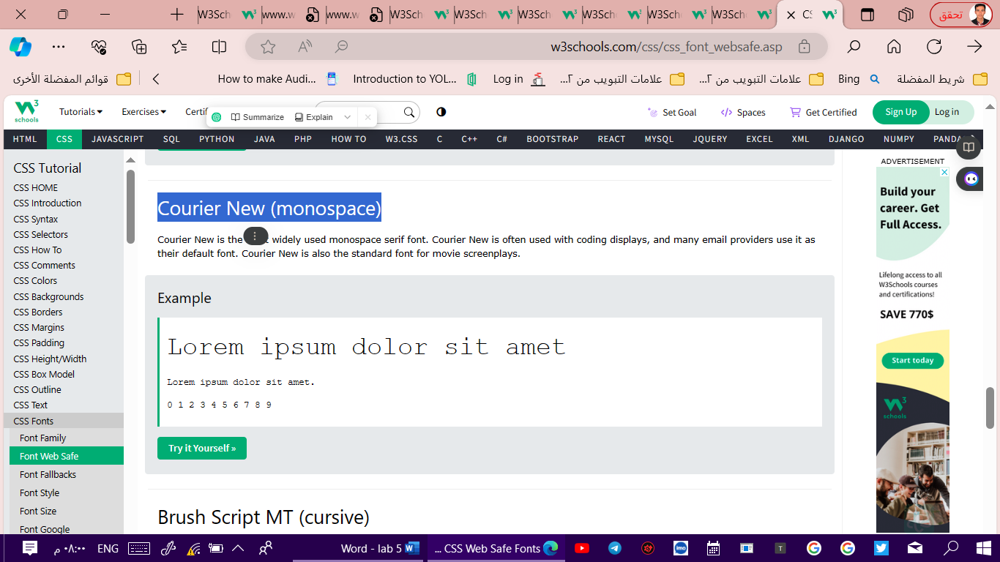 W3Sch
www.w
www.w
W3Sch
W3Sch
W3Sch
W3Sch
W3Sch
W3Sch
تحقق
w3schools.com/css/css_font_websafe.asp
قوائم المفضلة الأخرى
How to make Audi...
Introduction to YOL...
Log in
علامات التبويب من ٢...
علامات التبويب من ٢...
Bing
شريط المفضلة
W3 schools
Tutorials
Exercises
Summarize
Explain
Set Goal
Spaces
Get Certified
Sign Up
Log in
HTML CSS JAVASCRIPT SQL PYTHON JAVA PHP HOW TO W3.CSS C C++ C# BOOTSTRAP REACT MYSQL JQUERY EXCEL XML DJANGO NUMPY
CSS Tutorial
CSS HOME
CSS Introduction
CSS Syntax
CSS Selectors
CSS How To
CSS Comments
CSS Colors
CSS Backgrounds
CSS Borders
CSS Margins
CSS Padding
CSS Height/Width
CSS Box Model
CSS Outline
CSS Text
CSS Fonts
Font Family
Font Web Safe
Font Fallbacks
Font Style
Font Size
Font Google
Courier New (monospace)
Courier New is the widely used monospace serif font. Courier New is often used with coding displays, and many email providers use it as
their default font. Courier New is also the standard font for movie screenplays.
Example
Lorem ipsum dolor sit amet
Lorem ipsum dolor sit amet.
0 1 2 3 4 5 6 7 8 9
Try it Yourself »
Brush Script MT (cursive)
ADVERTISEMENT
Build your
career. Get
Full Access.
Lifelong access to all
W3Schools courses
and certifications!
SAVE 770$
Start today
W3 schools
٠٨:٠٠ م
ENG
Word - lab 5
... CSS Web Safe Fonts
imo
T